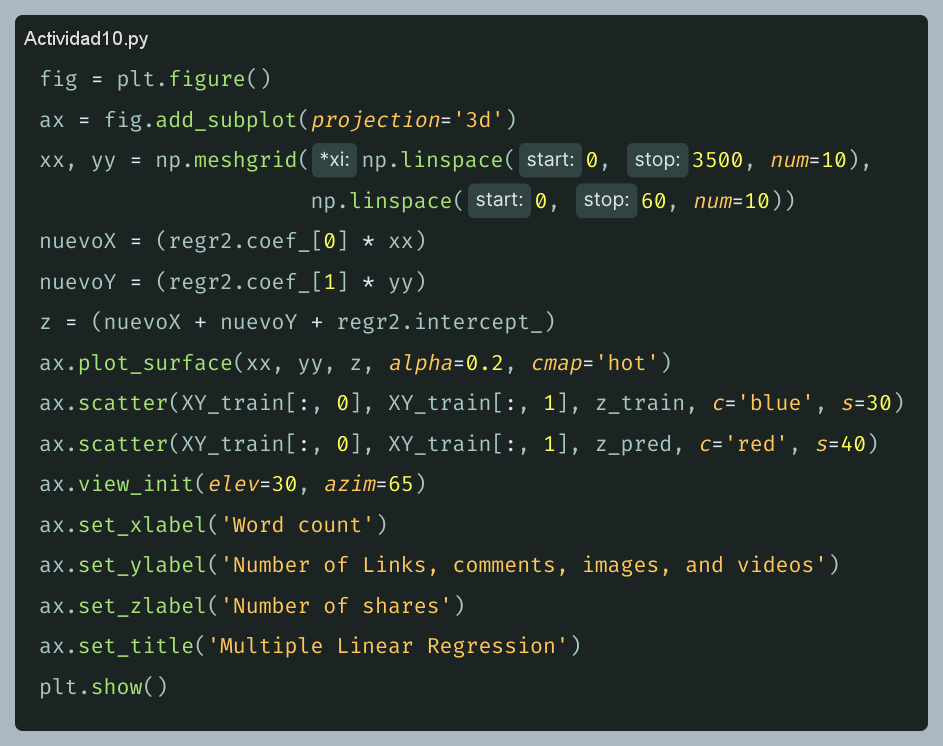 Actividad10.py
fig = plt.figure()
ax = fig.add_subplot(projection='3d')
xx, yy = np.meshgrid( *xi: np.linspace( start: 0, stop: 3500, num=10),
np.linspace( start: 0, stop: 60, num=10))
nuevoX = (regr2.coef_[0] * xx)
nuevoY = (regr2.coef_[1] * yy)
z = (nuevoX + nuevoY + regr2.intercept_)
ax.plot_surface(xx, yy, z, alpha=0.2, cmap='hot')
ax.scatter(XY_train[:, 0], XY_train[:, 1], z_train, c='blue', s=30)
ax.scatter(XY_train[:, 0], XY_train[:, 1], z_pred, c='red', s=40)
ax.view_init(elev=30, azim=65)
ax.set_xlabel('Word count')
ax.set_ylabel('Number of Links, comments, images, and videos')
ax.set_zlabel('Number of shares')
ax.set_title('Multiple Linear Regression')
plt.show()